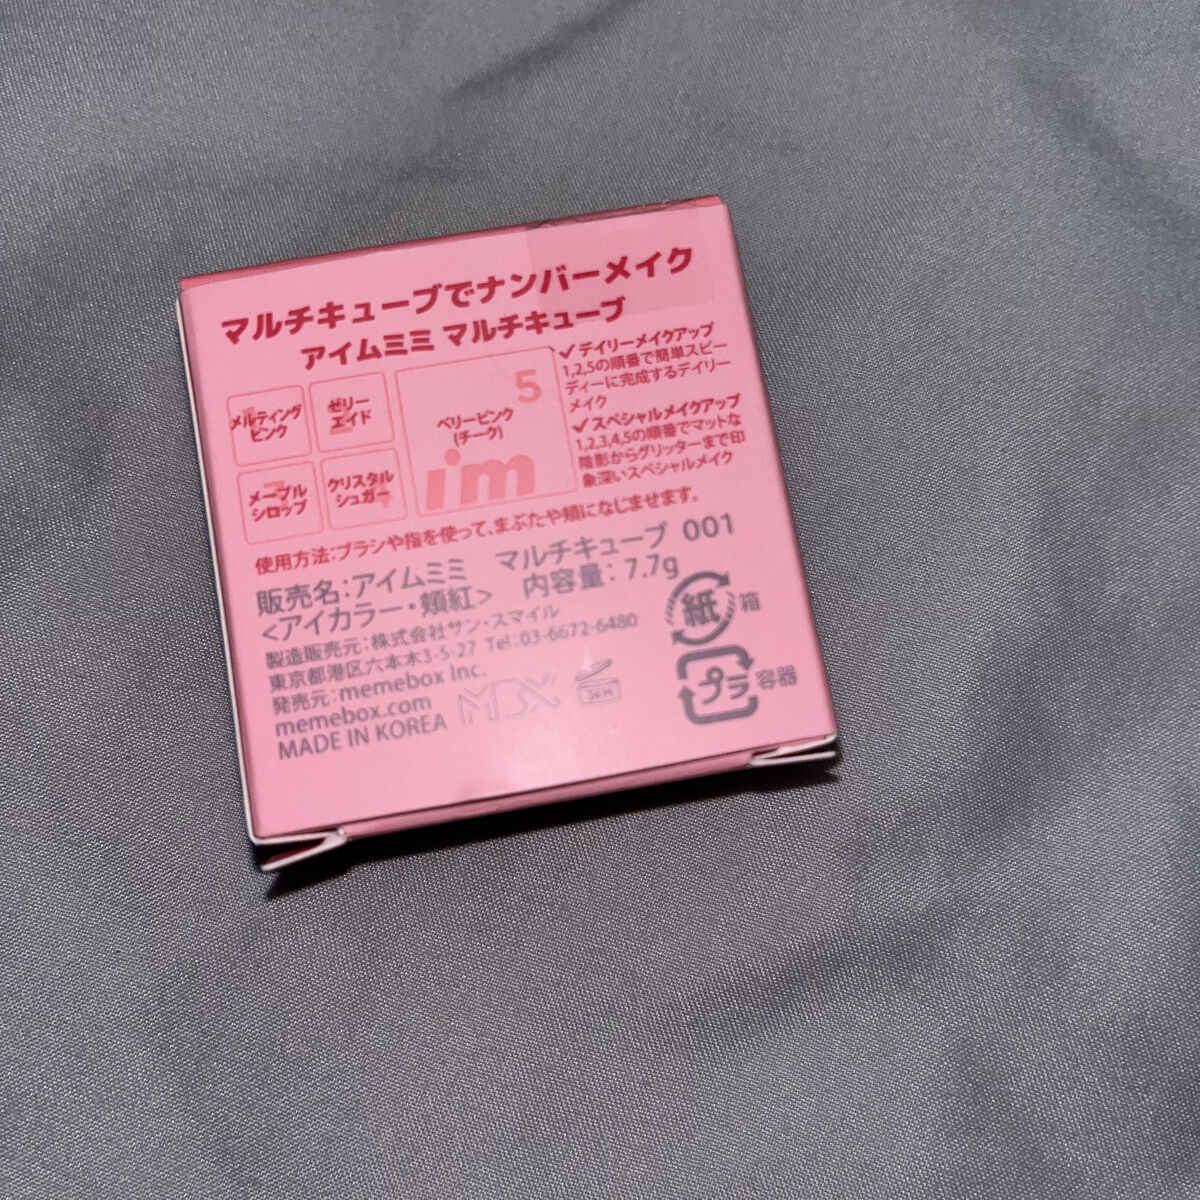 マルチキューブでナンバーメイク
アイムミミ マルチキューブ
メルティング
ピンク
ゼリー
エイド
メープル
シロップ
クリスタル
シュガー
5
ベリーピンク
(チーク)
i'm
✓デイリーメイクアップ
1,2,5の順番で簡単スピー
ディーに完成するデイリー
メイク
✓スペシャルメイクアップ
1,2,3,4,5の順番でマットな
陰影からグリッターまで印
象深いスペシャルメイク
使用方法:ブラシや指を使って、まぶたや頬になじませます。
販売名:アイムミミ マルチキューブ 001
<アイカラー・頬紅> 内容量:7.7g
製造販売元:株式会社サン・スマイル
東京都港区六本木3-5-27 Tel:03-6672-6480
発売元:memebox Inc.
memebox.com
MADE IN KOREA
MBX
紙 箱
プラ 容器